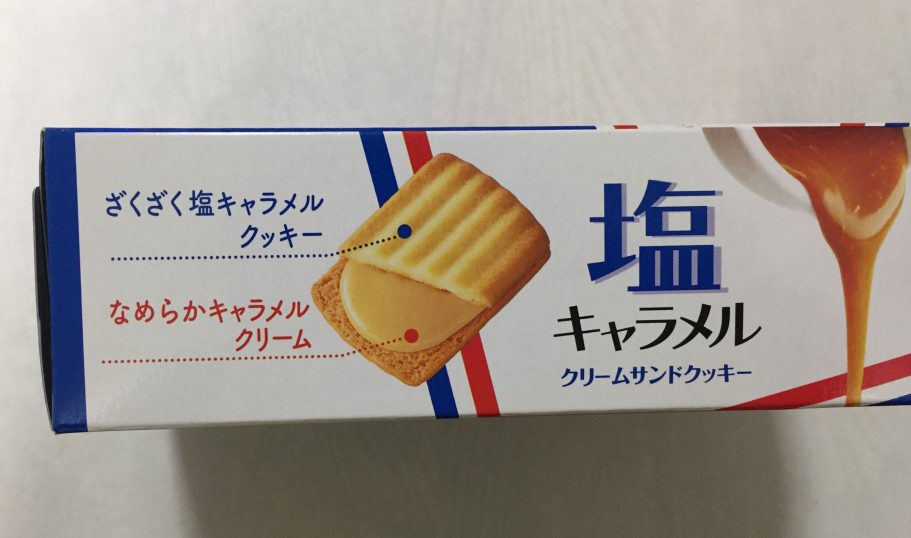 ざくざく塩キャラメル
クッキー
なめらかキャラメル
クリーム
塩
キャラメル
クリームサンドクッキー